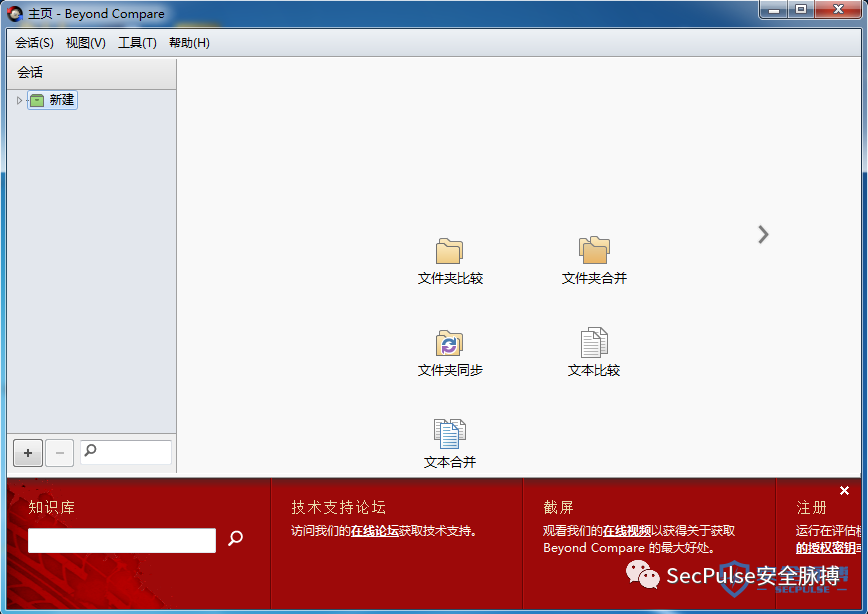 主页 - Beyond Compare
会话(S) 视图(V) 工具(T) 帮助(H)
会话
新建
文件夹比较
文件夹合并
文件夹同步
文本比较
文本合并
知识库
技术支持论坛
访问我们的在线论坛获取技术支持。
截屏
观看我们的在线视频以获得关于获取
Beyond Compare 的最大好处。
注册
运行在评估
的授权密钥
SecPulse安全脉搏
SECPULSE